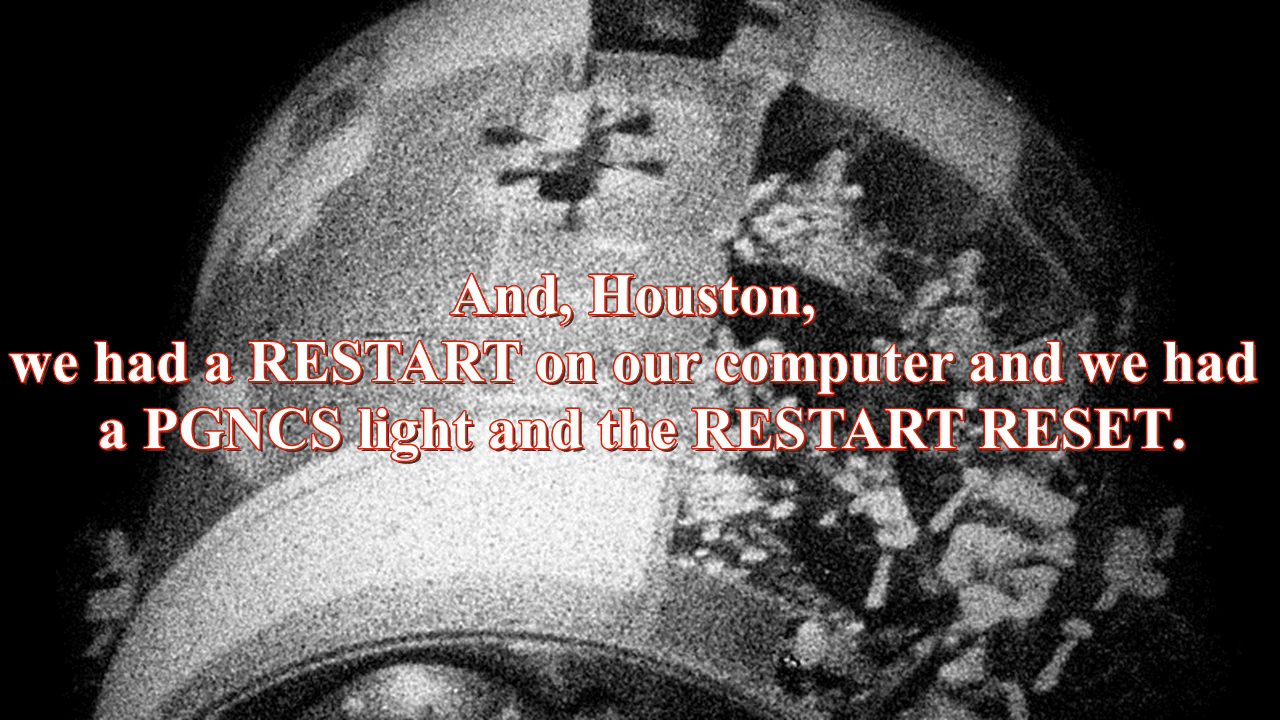 And, Houston,
we had a RESTART on our computer and we had
a PGNCS light and the RESTART RESET.